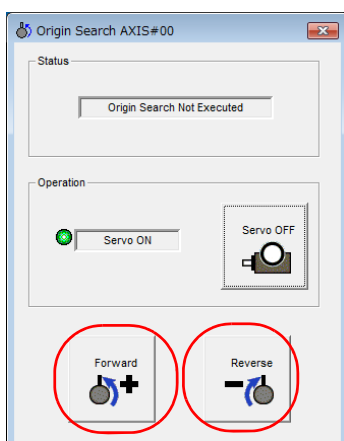 Origin Search AXIS#00
Status
Origin Search Not Executed
Operation
Servo ON
Servo OFF
Forward
Reverse